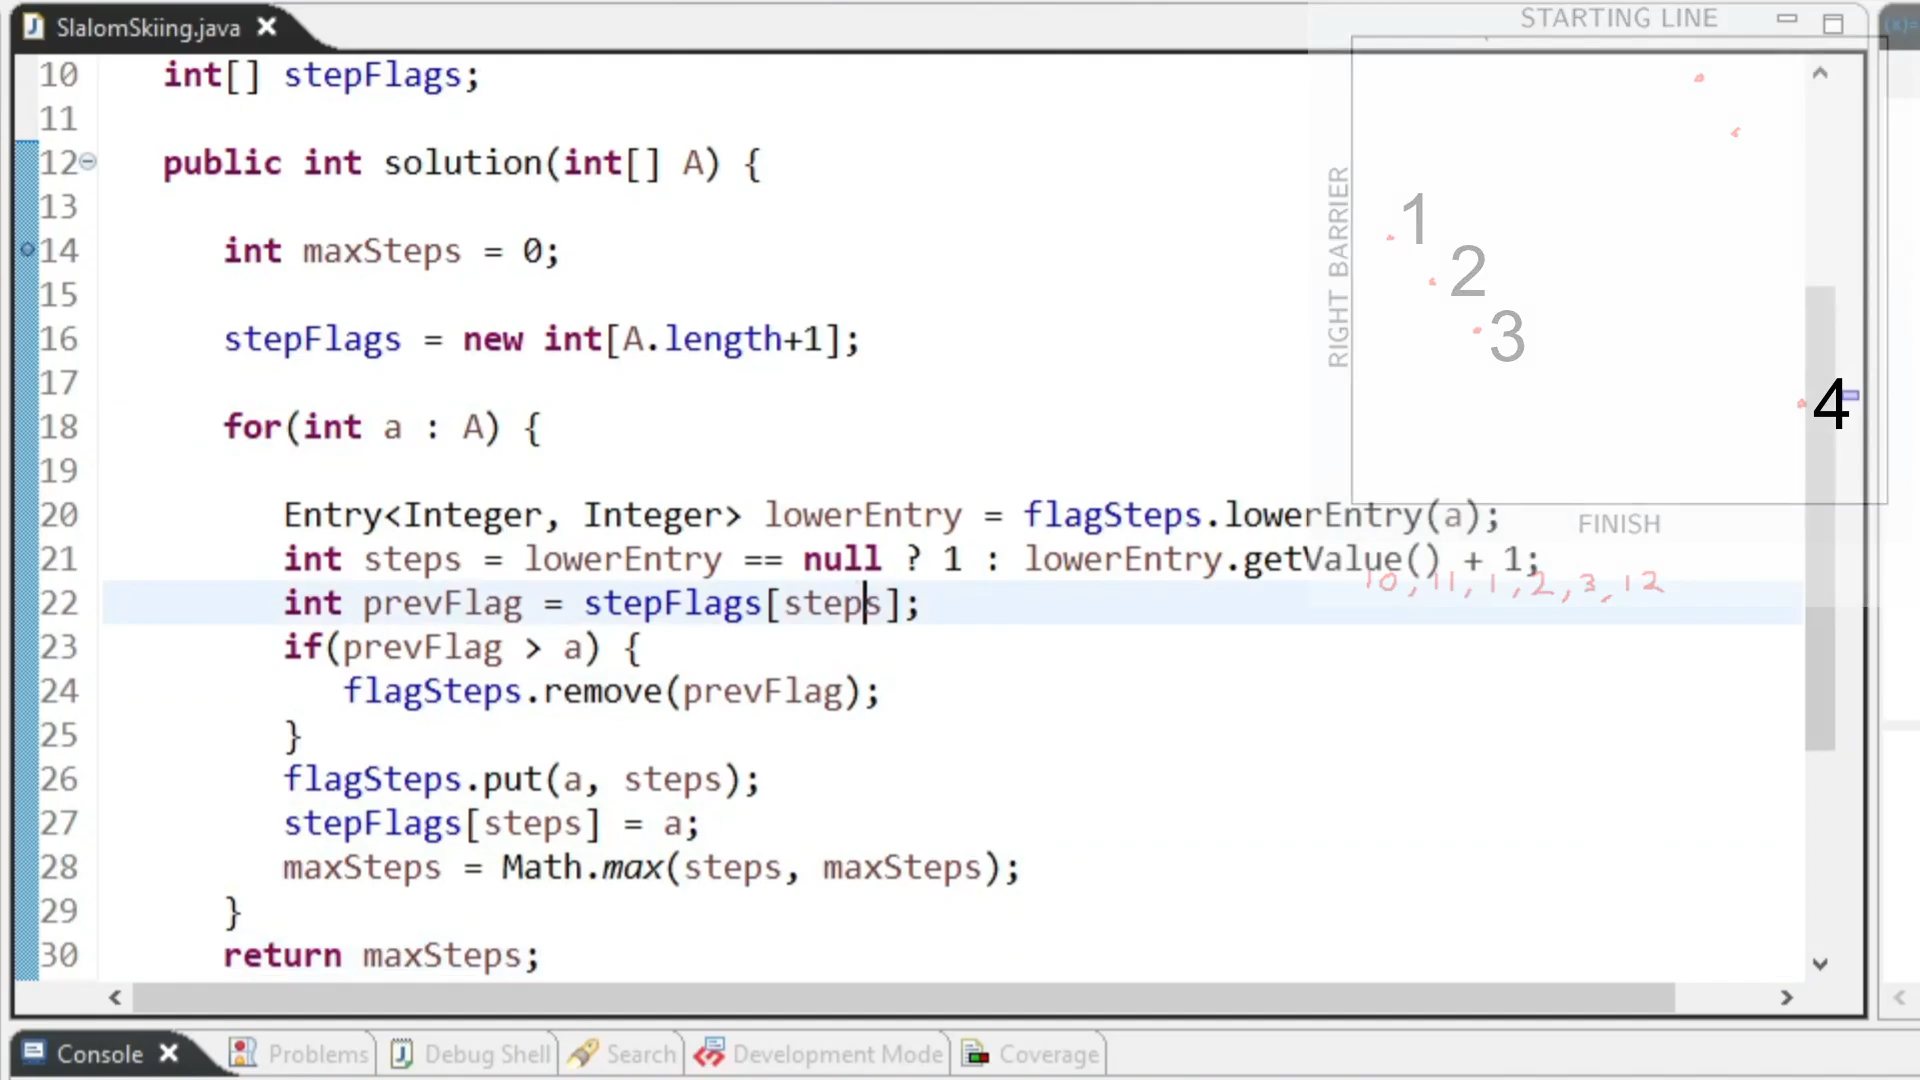 SlalomSkiing.java
STARTING LINE
10 int[] stepFlags;
11
12 public int solution(int[] A) {
13
14 int maxSteps = 0;
15
16 stepFlags = new int[A.length+1];
17
18 for(int a : A) {
19
20 Entry<Integer, Integer> lowerEntry = flagSteps.lowerEntry(a);
21 int steps = lowerEntry == null ? 1 : lowerEntry.getValue() + 1;
22 int prevFlag = stepFlags[steps];
23 if(prevFlag > a) {
24 flagSteps.remove(prevFlag);
25 }
26 flagSteps.put(a, steps);
27 stepFlags[steps] = a;
28 maxSteps = Math.max(steps, maxSteps);
29 }
30 return maxSteps;
RIGHT BARRIER
1
2
3
4
FINISH
10, 11, 1, 2, 3, 12
Console Problems Debug Shell Search Development Mode Coverage